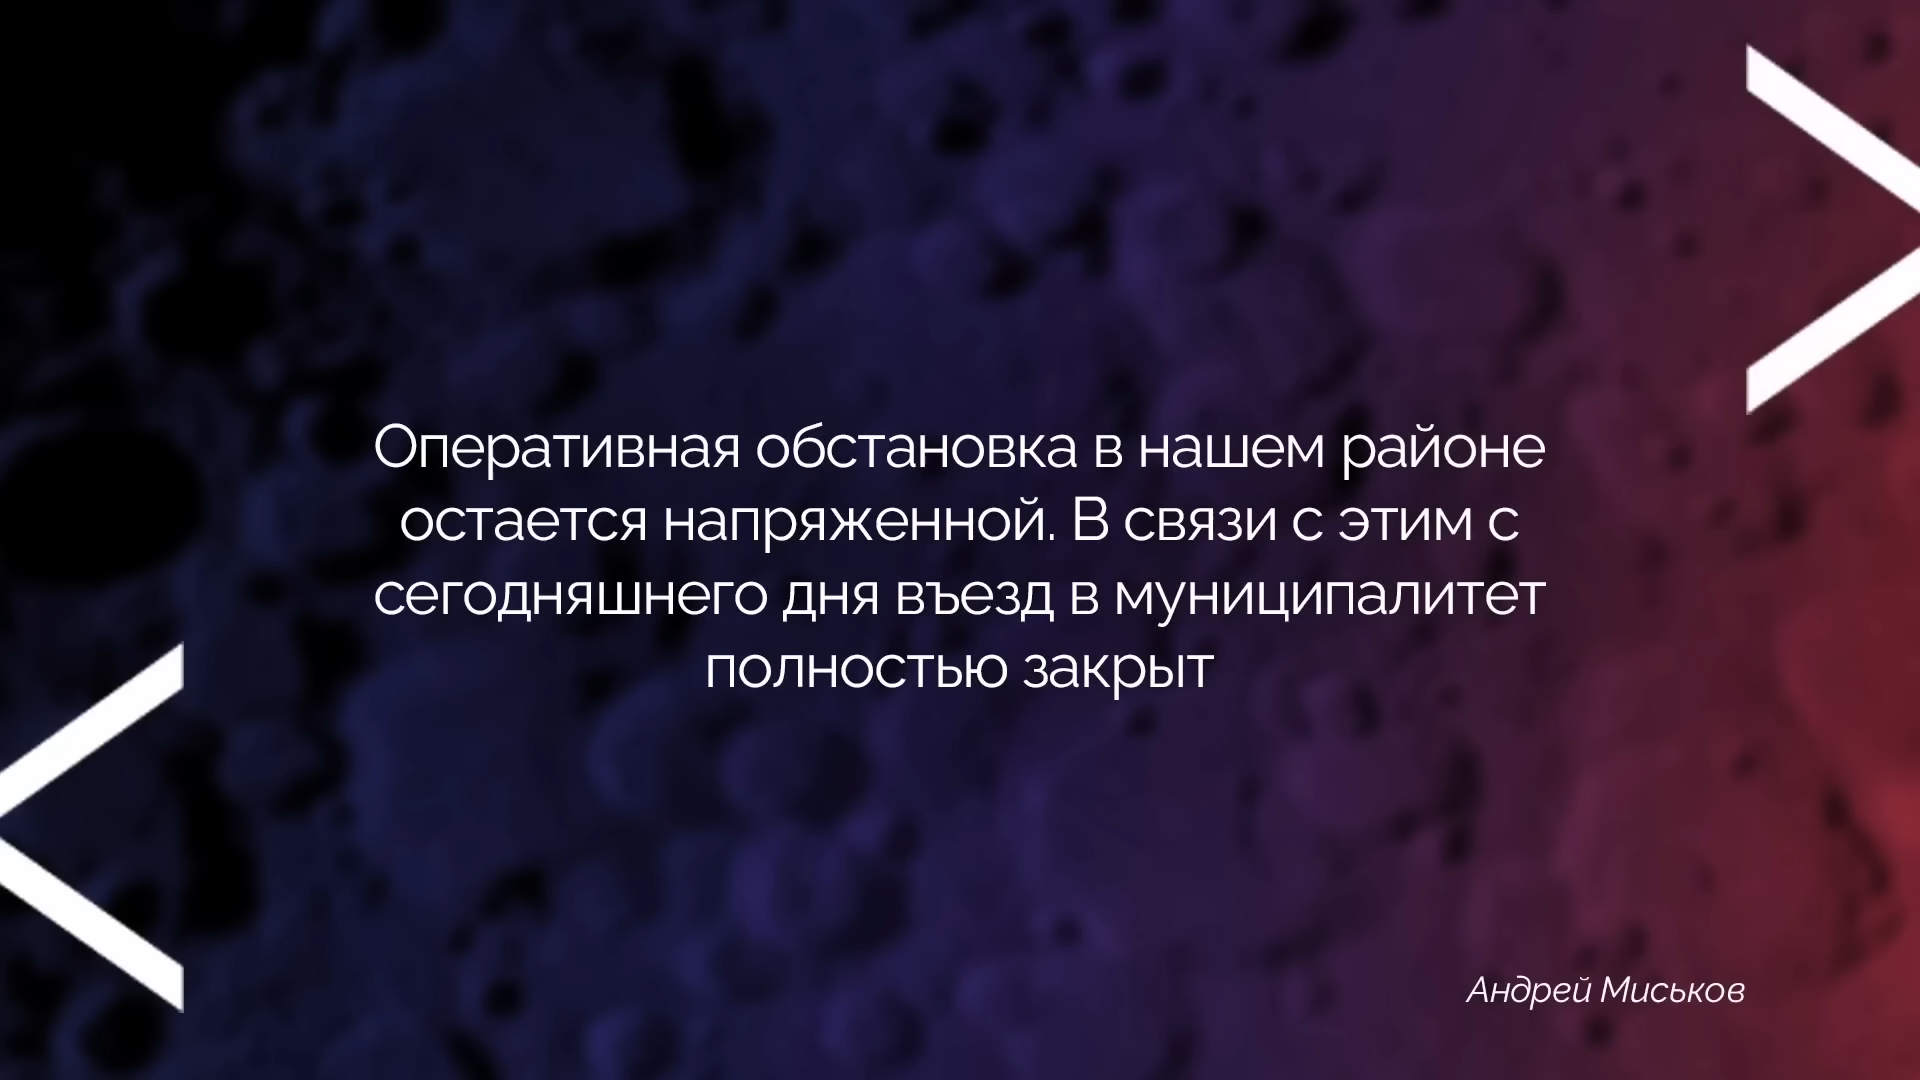 Оперативная обстановка в нашем районе
остается напряженной. В связи с этим с
сегодняшнего дня въезд в муниципалитет
полностью закрыт
Андрей Миськов